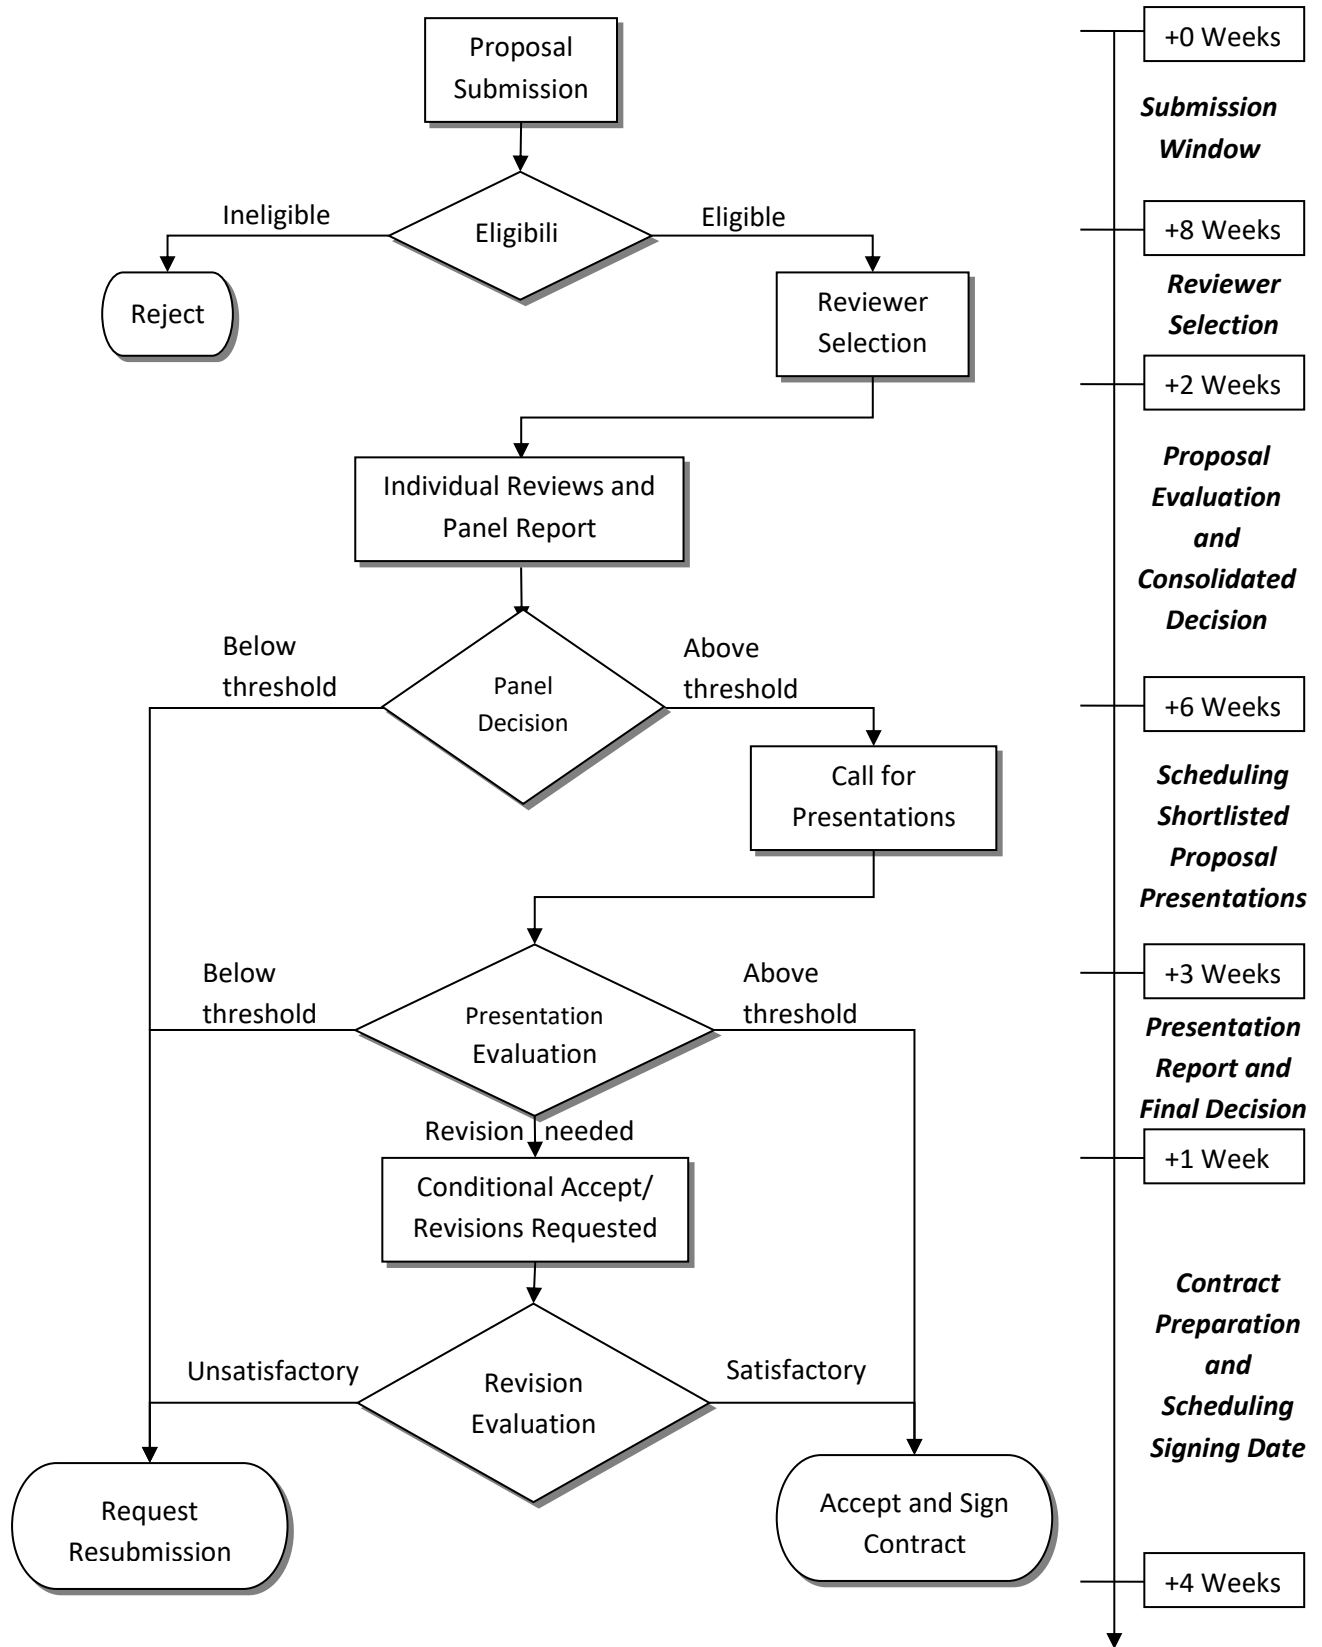 Proposal
Submission
Ineligible
Eligible
Eligibili
Reject
Reviewer
Selection
Individual Reviews and
Panel Report
Below
threshold
Above
threshold
Panel
Decision
Call for
Presentations
Below
threshold
Above
threshold
Presentation
Evaluation
Revision needed
Conditional Accept/
Revisions Requested
Unsatisfactory
Satisfactory
Revision
Evaluation
Request
Resubmission
Accept and Sign
Contract
+0 Weeks
Submission
Window
+8 Weeks
Reviewer
Selection
+2 Weeks
Proposal
Evaluation
and
Consolidated
Decision
+6 Weeks
Scheduling
Shortlisted
Proposal
Presentations
+3 Weeks
Presentation
Report and
Final Decision
+1 Week
Contract
Preparation
and
Scheduling
Signing Date
+4 Weeks